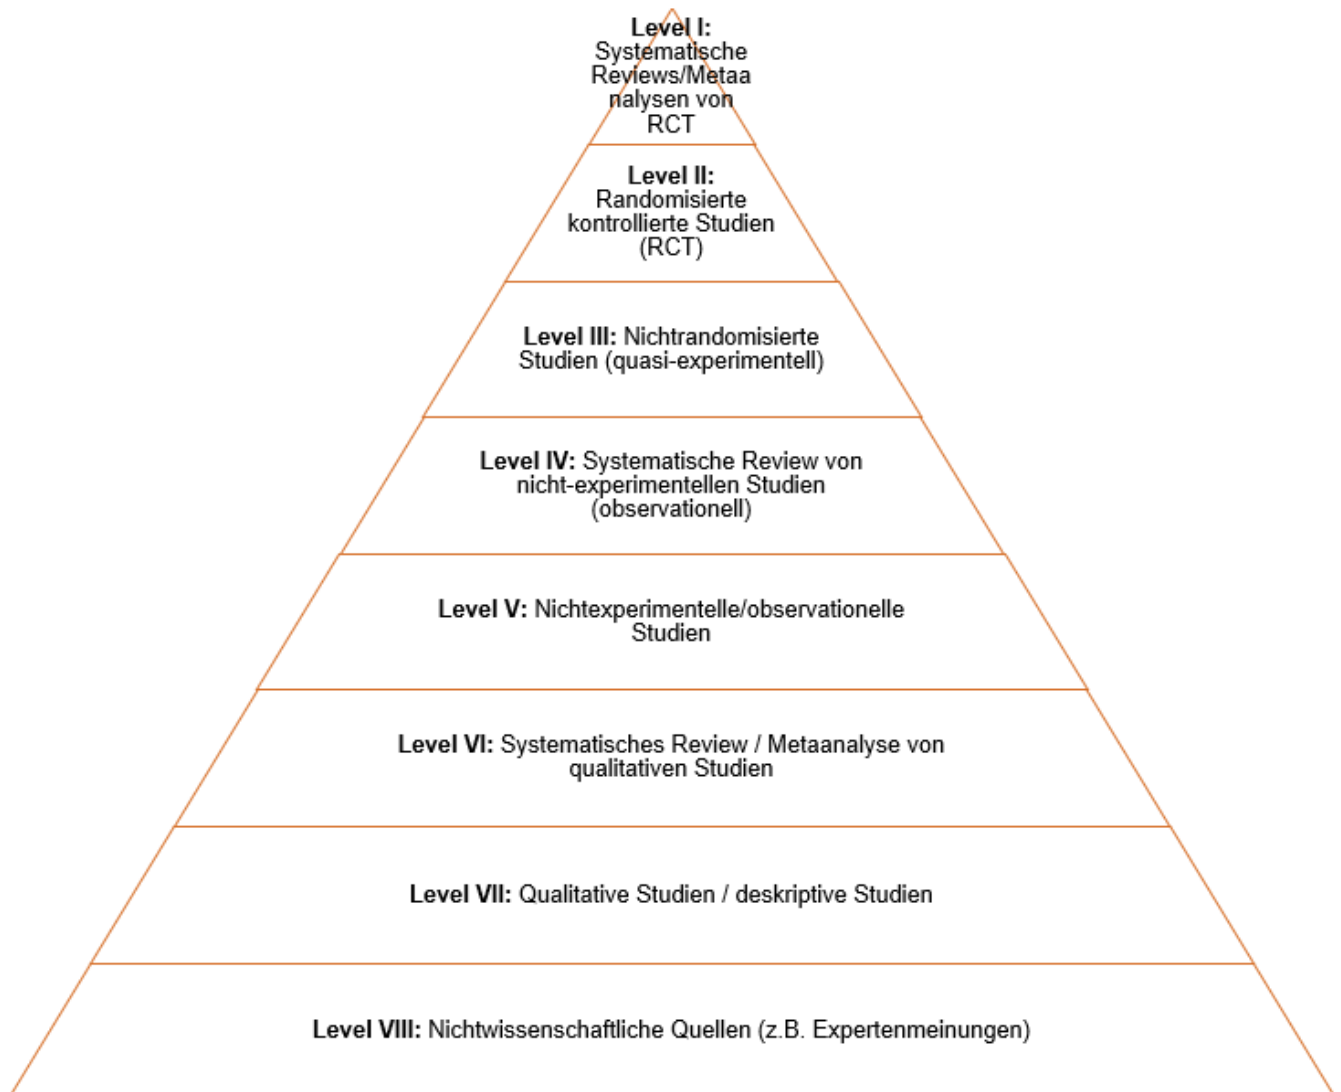 Level I:
Systematische
Reviews/Metaa
nalysen von
RCT
Level II:
Randomisierte
kontrollierte Studien
(RCT)
Level III: Nichtrandomisierte
Studien (quasi-experimentell)
Level IV: Systematische Review von
nicht-experimentellen Studien
(observationell)
Level V: Nichtexperimentelle/observationelle
Studien
Level VI: Systematisches Review / Metaanalyse von
qualitativen Studien
Level VII: Qualitative Studien / deskriptive Studien
Level VIII: Nichtwissenschaftliche Quellen (z.B. Expertenmeinungen)